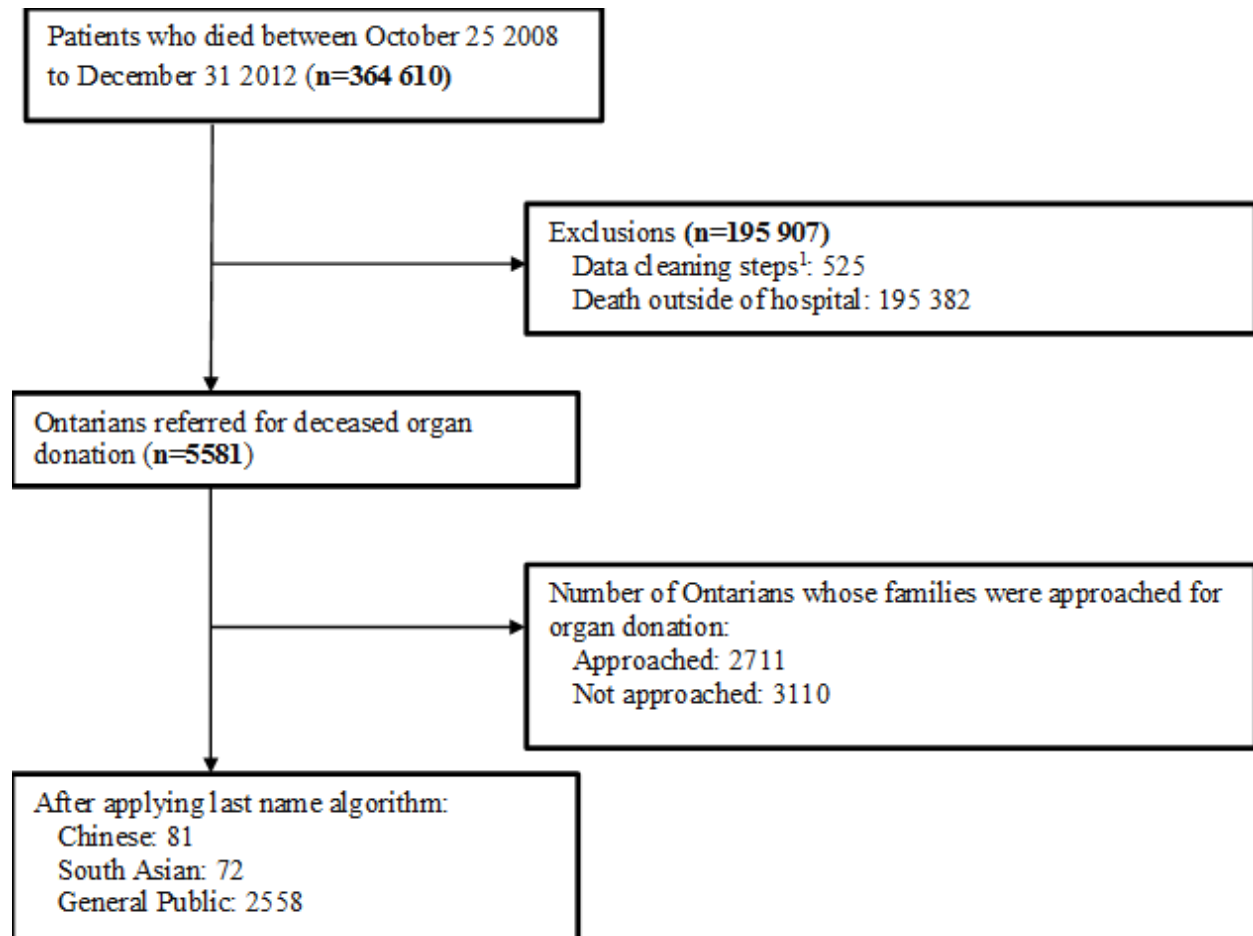 Patients who died between October 25 2008
to December 31 2012 (n=364 610)
Exclusions (n=195 907)
Data cleaning steps1: 525
Death outside of hospital: 195 382
Ontarians referred for deceased organ
donation (n=5581)
Number of Ontarians whose families were approached for
organ donation:
Approached: 2711
Not approached: 3110
After applying last name algorithm:
Chinese: 81
South Asian: 72
General Public: 2558